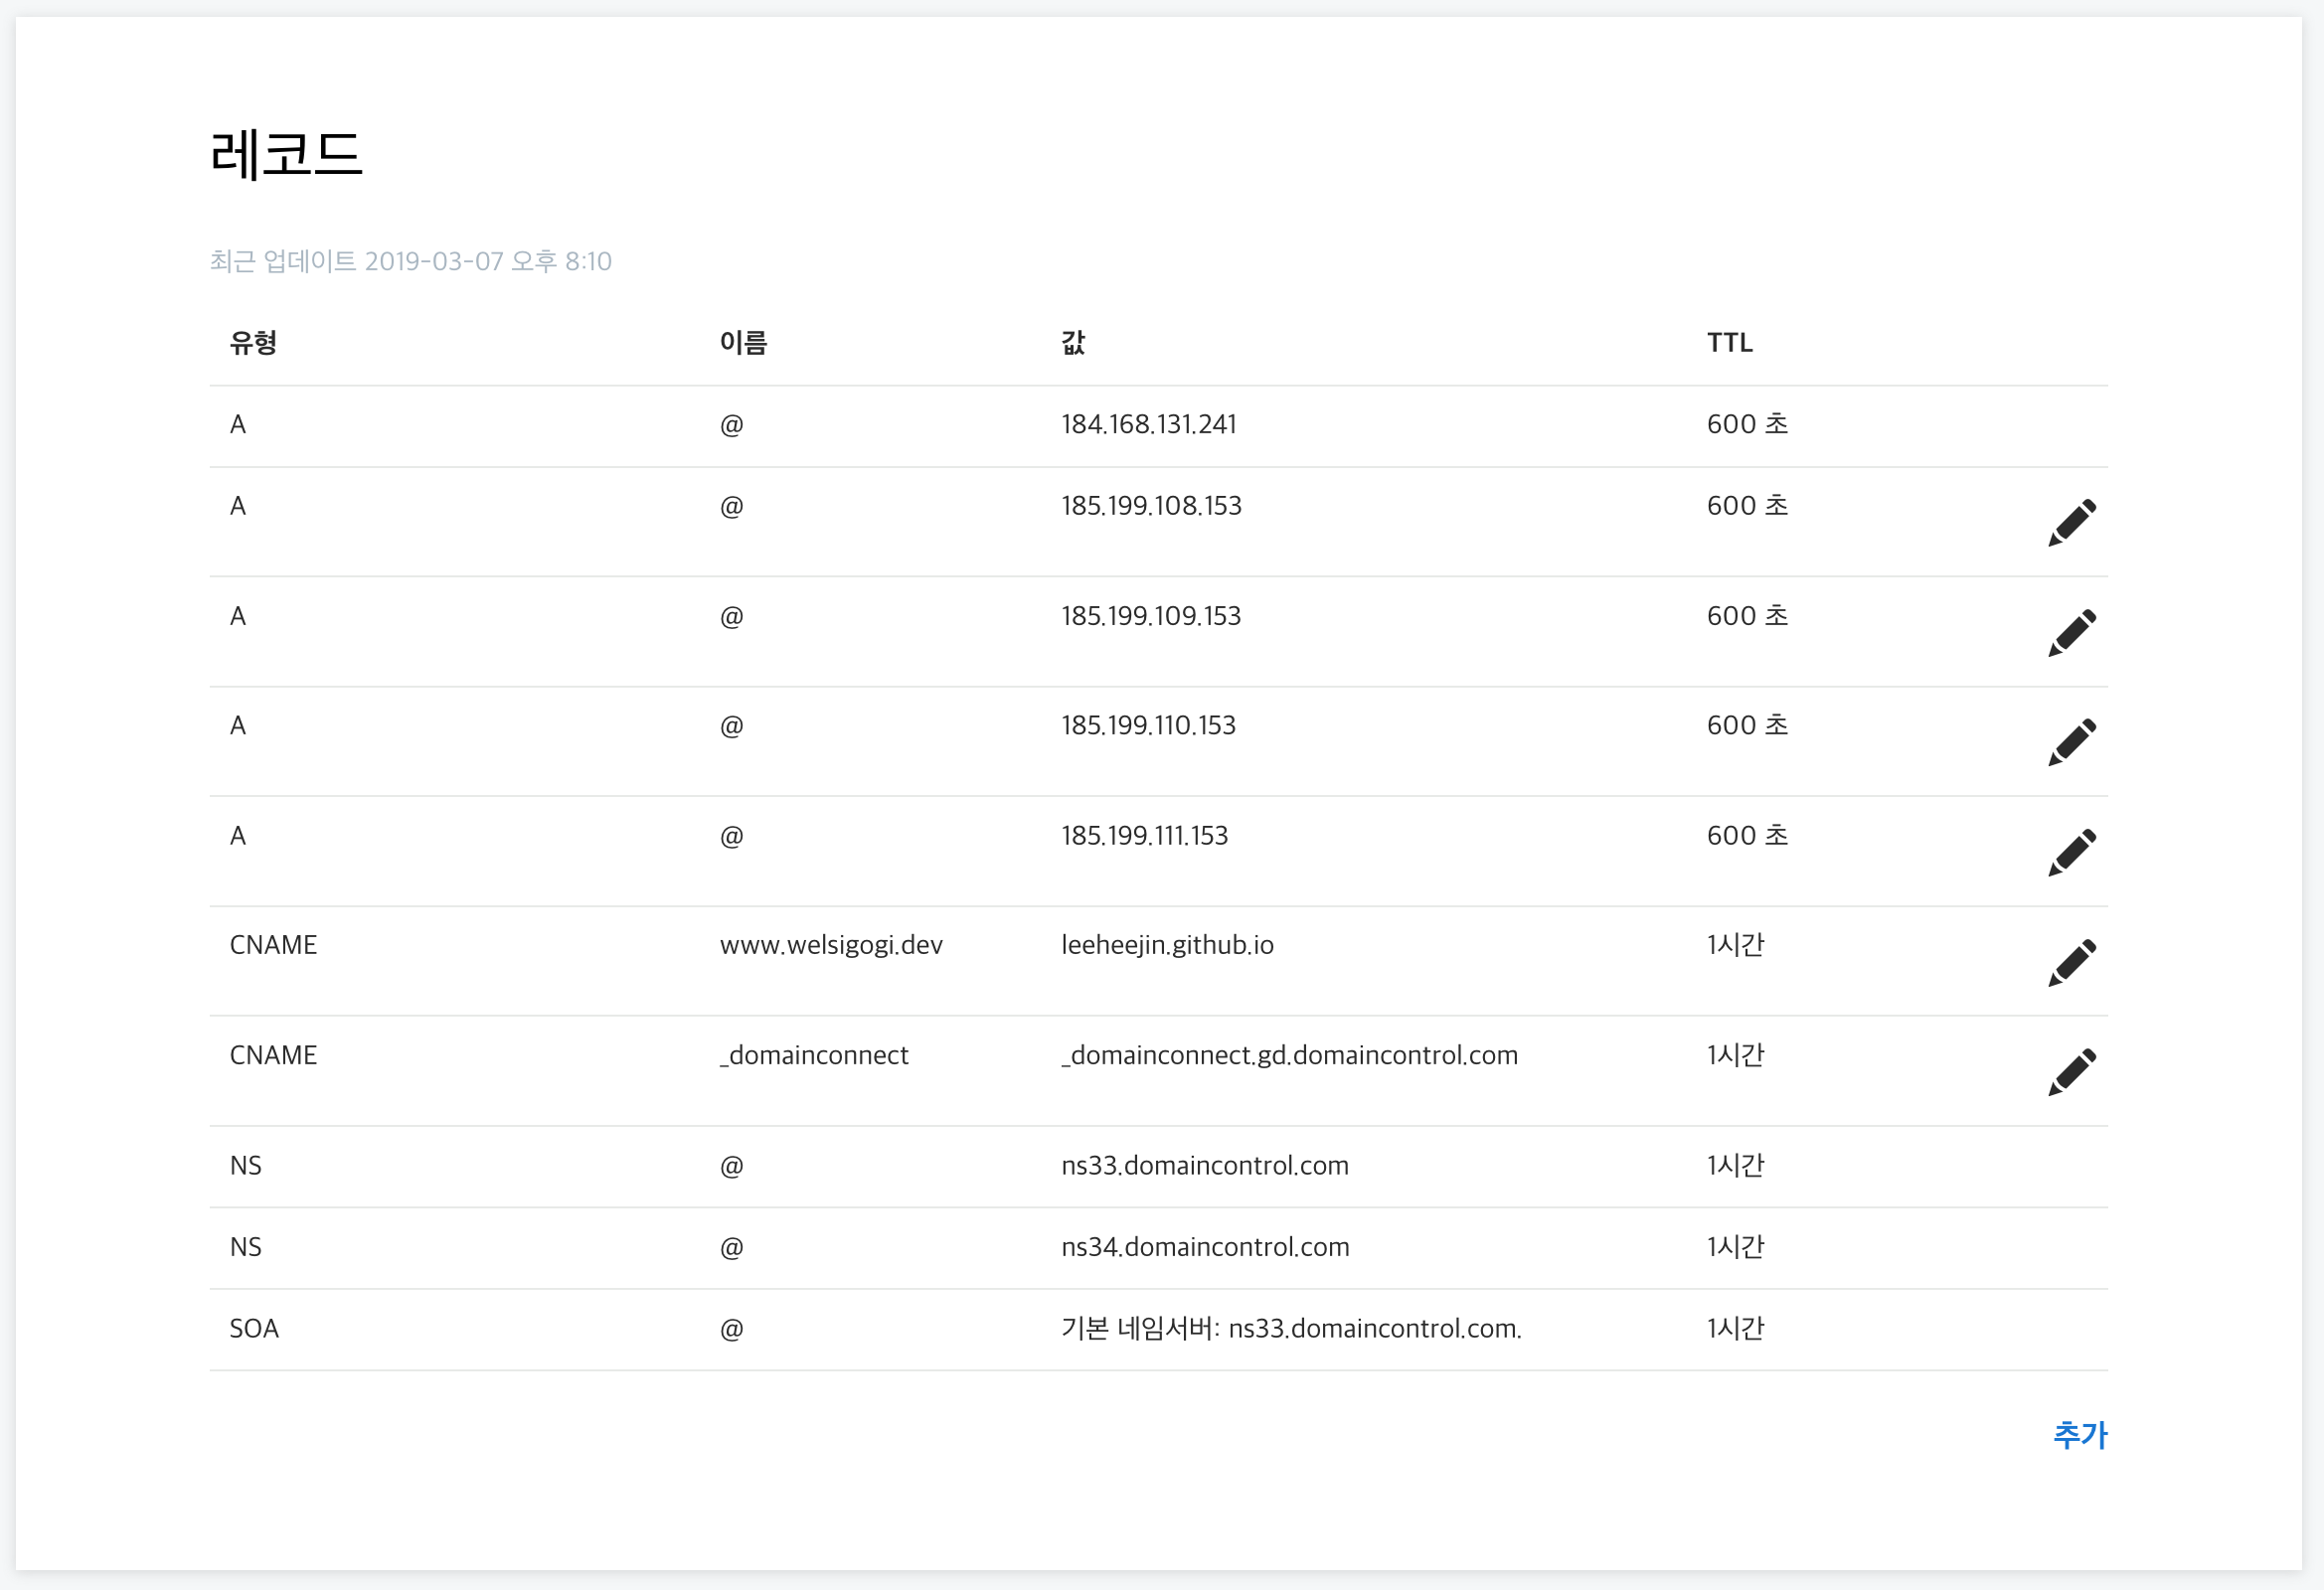 레코드
최근 업데이트 2019-03-07 오후 8:10
유형 이름 값 TTL
A @ 184.168.131.241 600 초
A @ 185.199.108.153 600 초
A @ 185.199.109.153 600 초
A @ 185.199.110.153 600 초
A @ 185.199.111.153 600 초
CNAME www.welsigogi.dev leeheejin.github.io 1시간
CNAME _domainconnect _domainconnect.gd.domaincontrol.com 1시간
NS @ ns33.domaincontrol.com 1시간
NS @ ns34.domaincontrol.com 1시간
SOA @ 기본 네임서버: ns33.domaincontrol.com. 1시간
추가